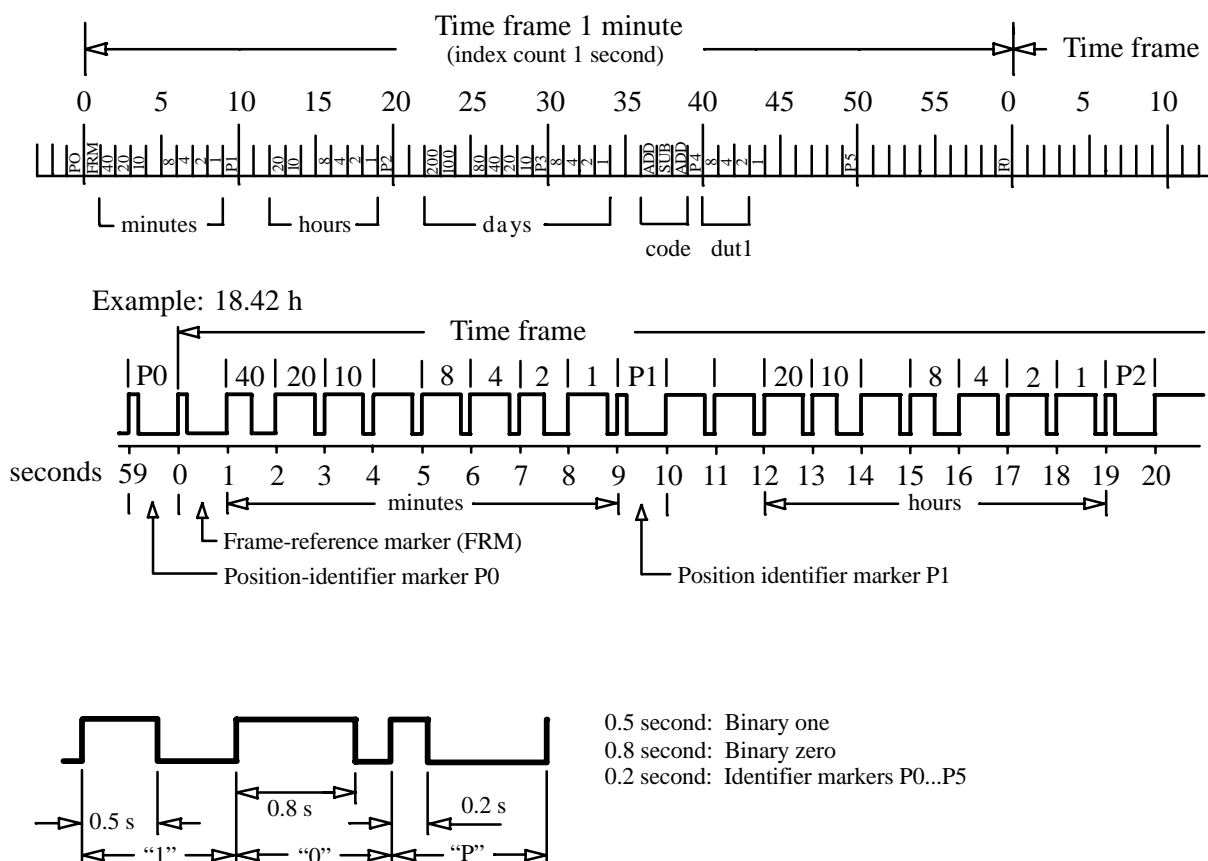 Time frame 1 minute
(index count 1 second)
Time frame
0 5 10 15 20 25 30 35 40 45 50 55 0 5 10
PO FRM 40 20 10 8 4 2 1 P1 20 10 8 4 2 1 P2 200 100 80 40 20 10 P3 8 4 2 1 ADD SUB ADD P4 8 4 2 1 P5 P0
minutes hours days code dut1
Example: 18.42 h
Time frame
P0 40 20 10 8 4 2 1 P1 20 10 8 4 2 1 P2
seconds 59 0 1 2 3 4 5 6 7 8 9 10 11 12 13 14 15 16 17 18 19 20
minutes hours
Frame-reference marker (FRM)
Position-identifier marker P0
Position identifier marker P1
0.5 second: Binary one
0.8 second: Binary zero
0.2 second: Identifier markers P0...P5
0.8 s 0.2 s
0.5 s
“1” “0” “P”